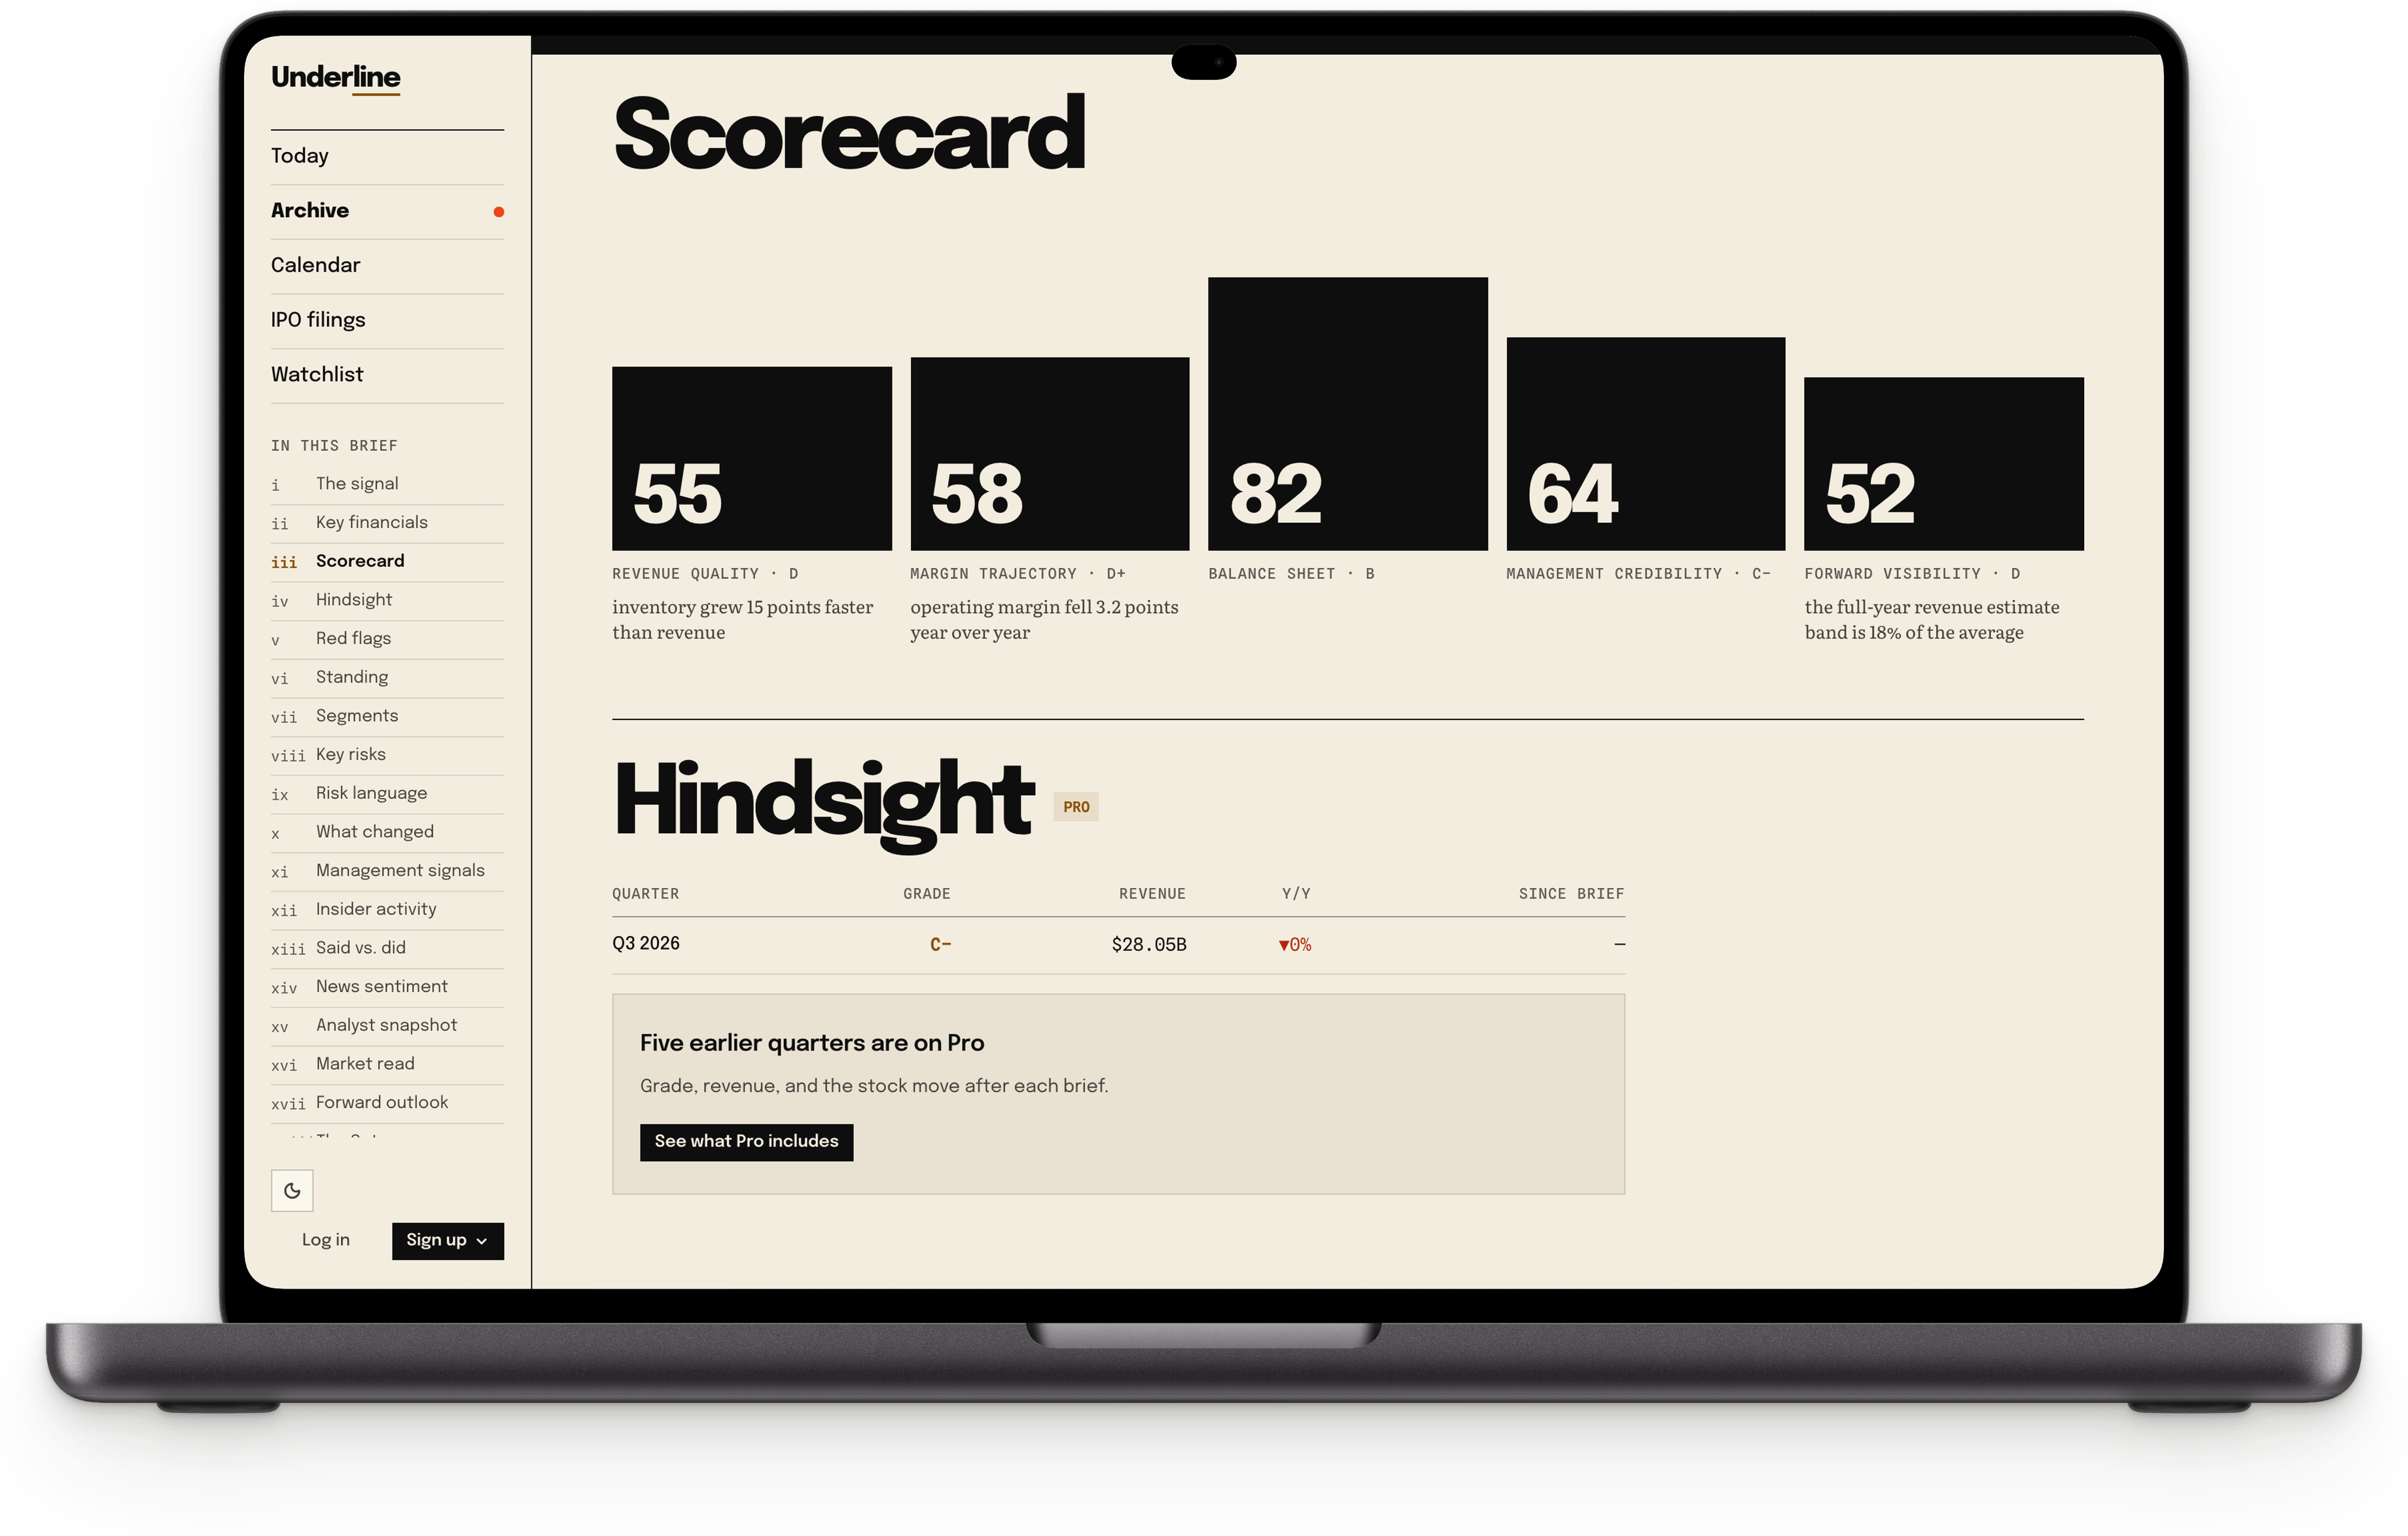 Underline
Today
Archive
Calendar
IPO filings
Watchlist
IN THIS BRIEF
i The signal
ii Key financials
iii Scorecard
iv Hindsight
v Red flags
vi Standing
vii Segments
viii Key risks
ix Risk language
x What changed
xi Management signals
xii Insider activity
xiii Said vs. did
xiv News sentiment
xv Analyst snapshot
xvi Market read
xvii Forward outlook
Log in
Sign up
Scorecard
55
58
82
64
52
REVENUE QUALITY · D
inventory grew 15 points faster
than revenue
MARGIN TRAJECTORY · D+
operating margin fell 3.2 points
year over year
BALANCE SHEET · B
MANAGEMENT CREDIBILITY · C−
FORWARD VISIBILITY · D
the full-year revenue estimate
band is 18% of the average
Hindsight PRO
QUARTER GRADE REVENUE Y/Y SINCE BRIEF
Q3 2026 C− $28.05B ▼0% —
Five earlier quarters are on Pro
Grade, revenue, and the stock move after each brief.
See what Pro includes